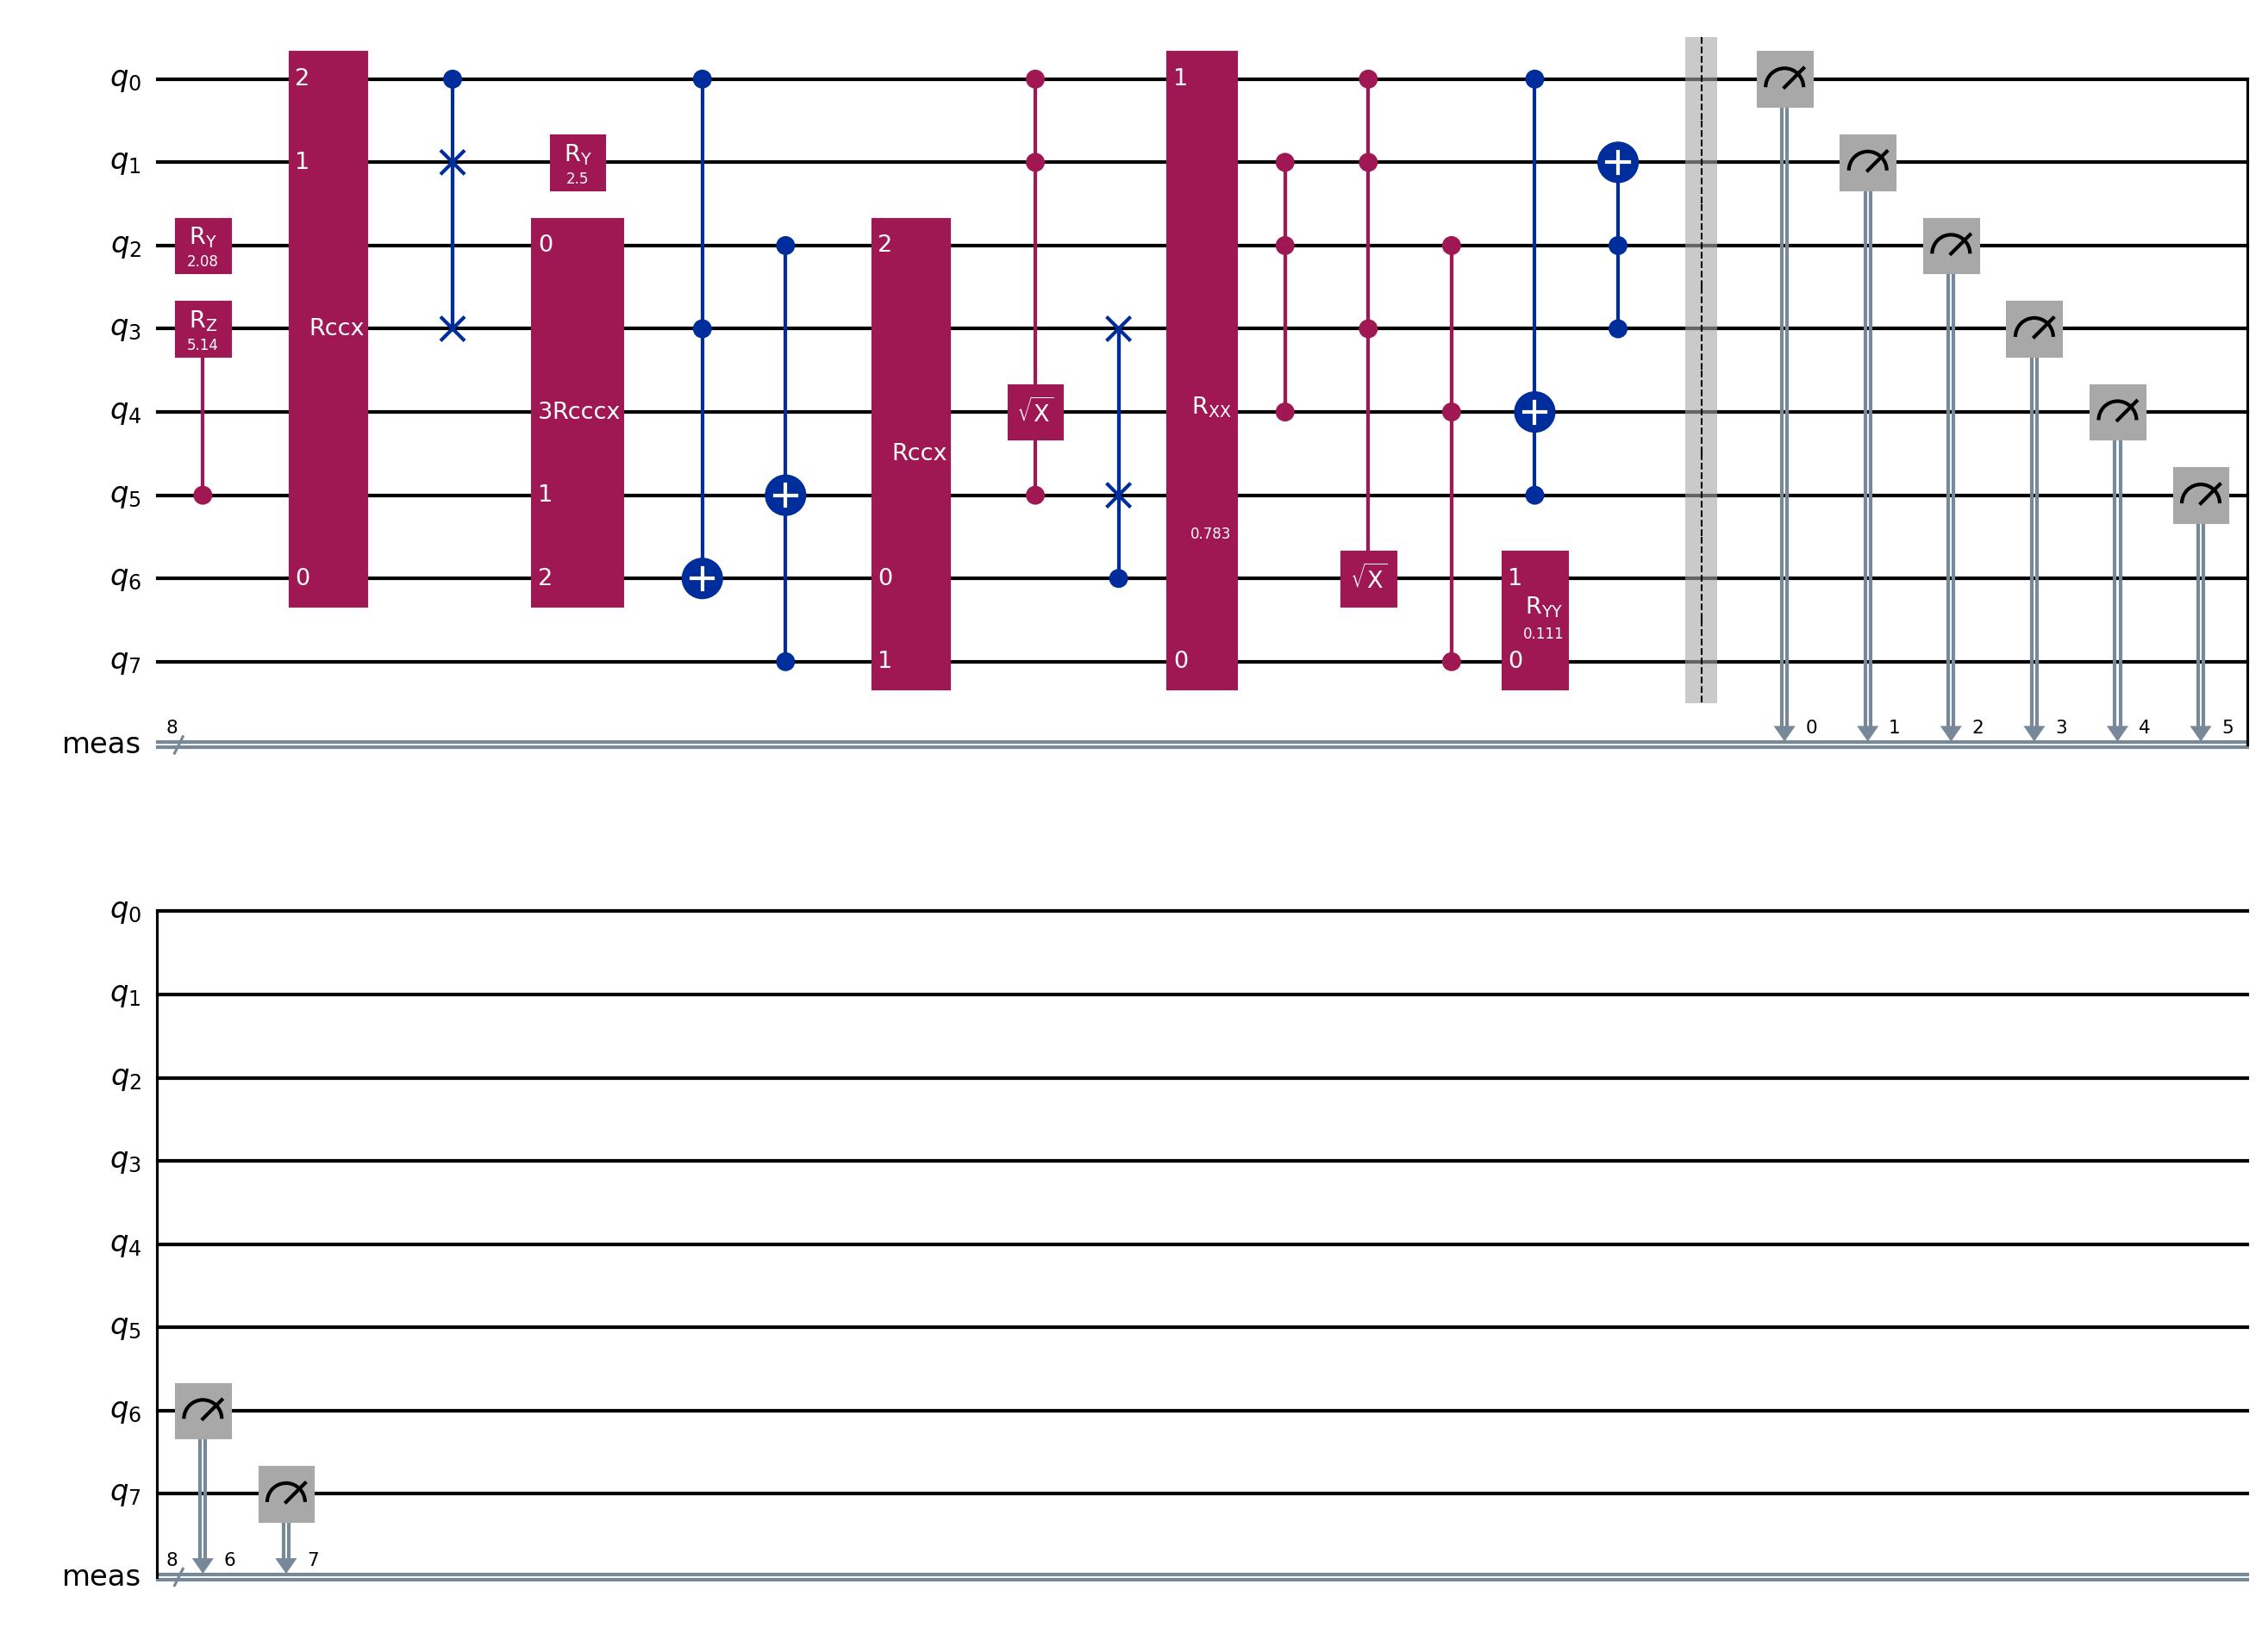 q0 2 1
q1 1 RY 2.5
RY 2.08
q2 0 2
RZ 5.14
q3 Rccx
q4 3Rcccx √X RXX
Rccx
q5 1
0.783
q6 0 2 0 √X 1
RYY
0.111
q7 1 0 0
8 0 1 2 3 4 5
meas
q0
q1
q2
q3
q4
q5
q6
q7
8 6 7
meas